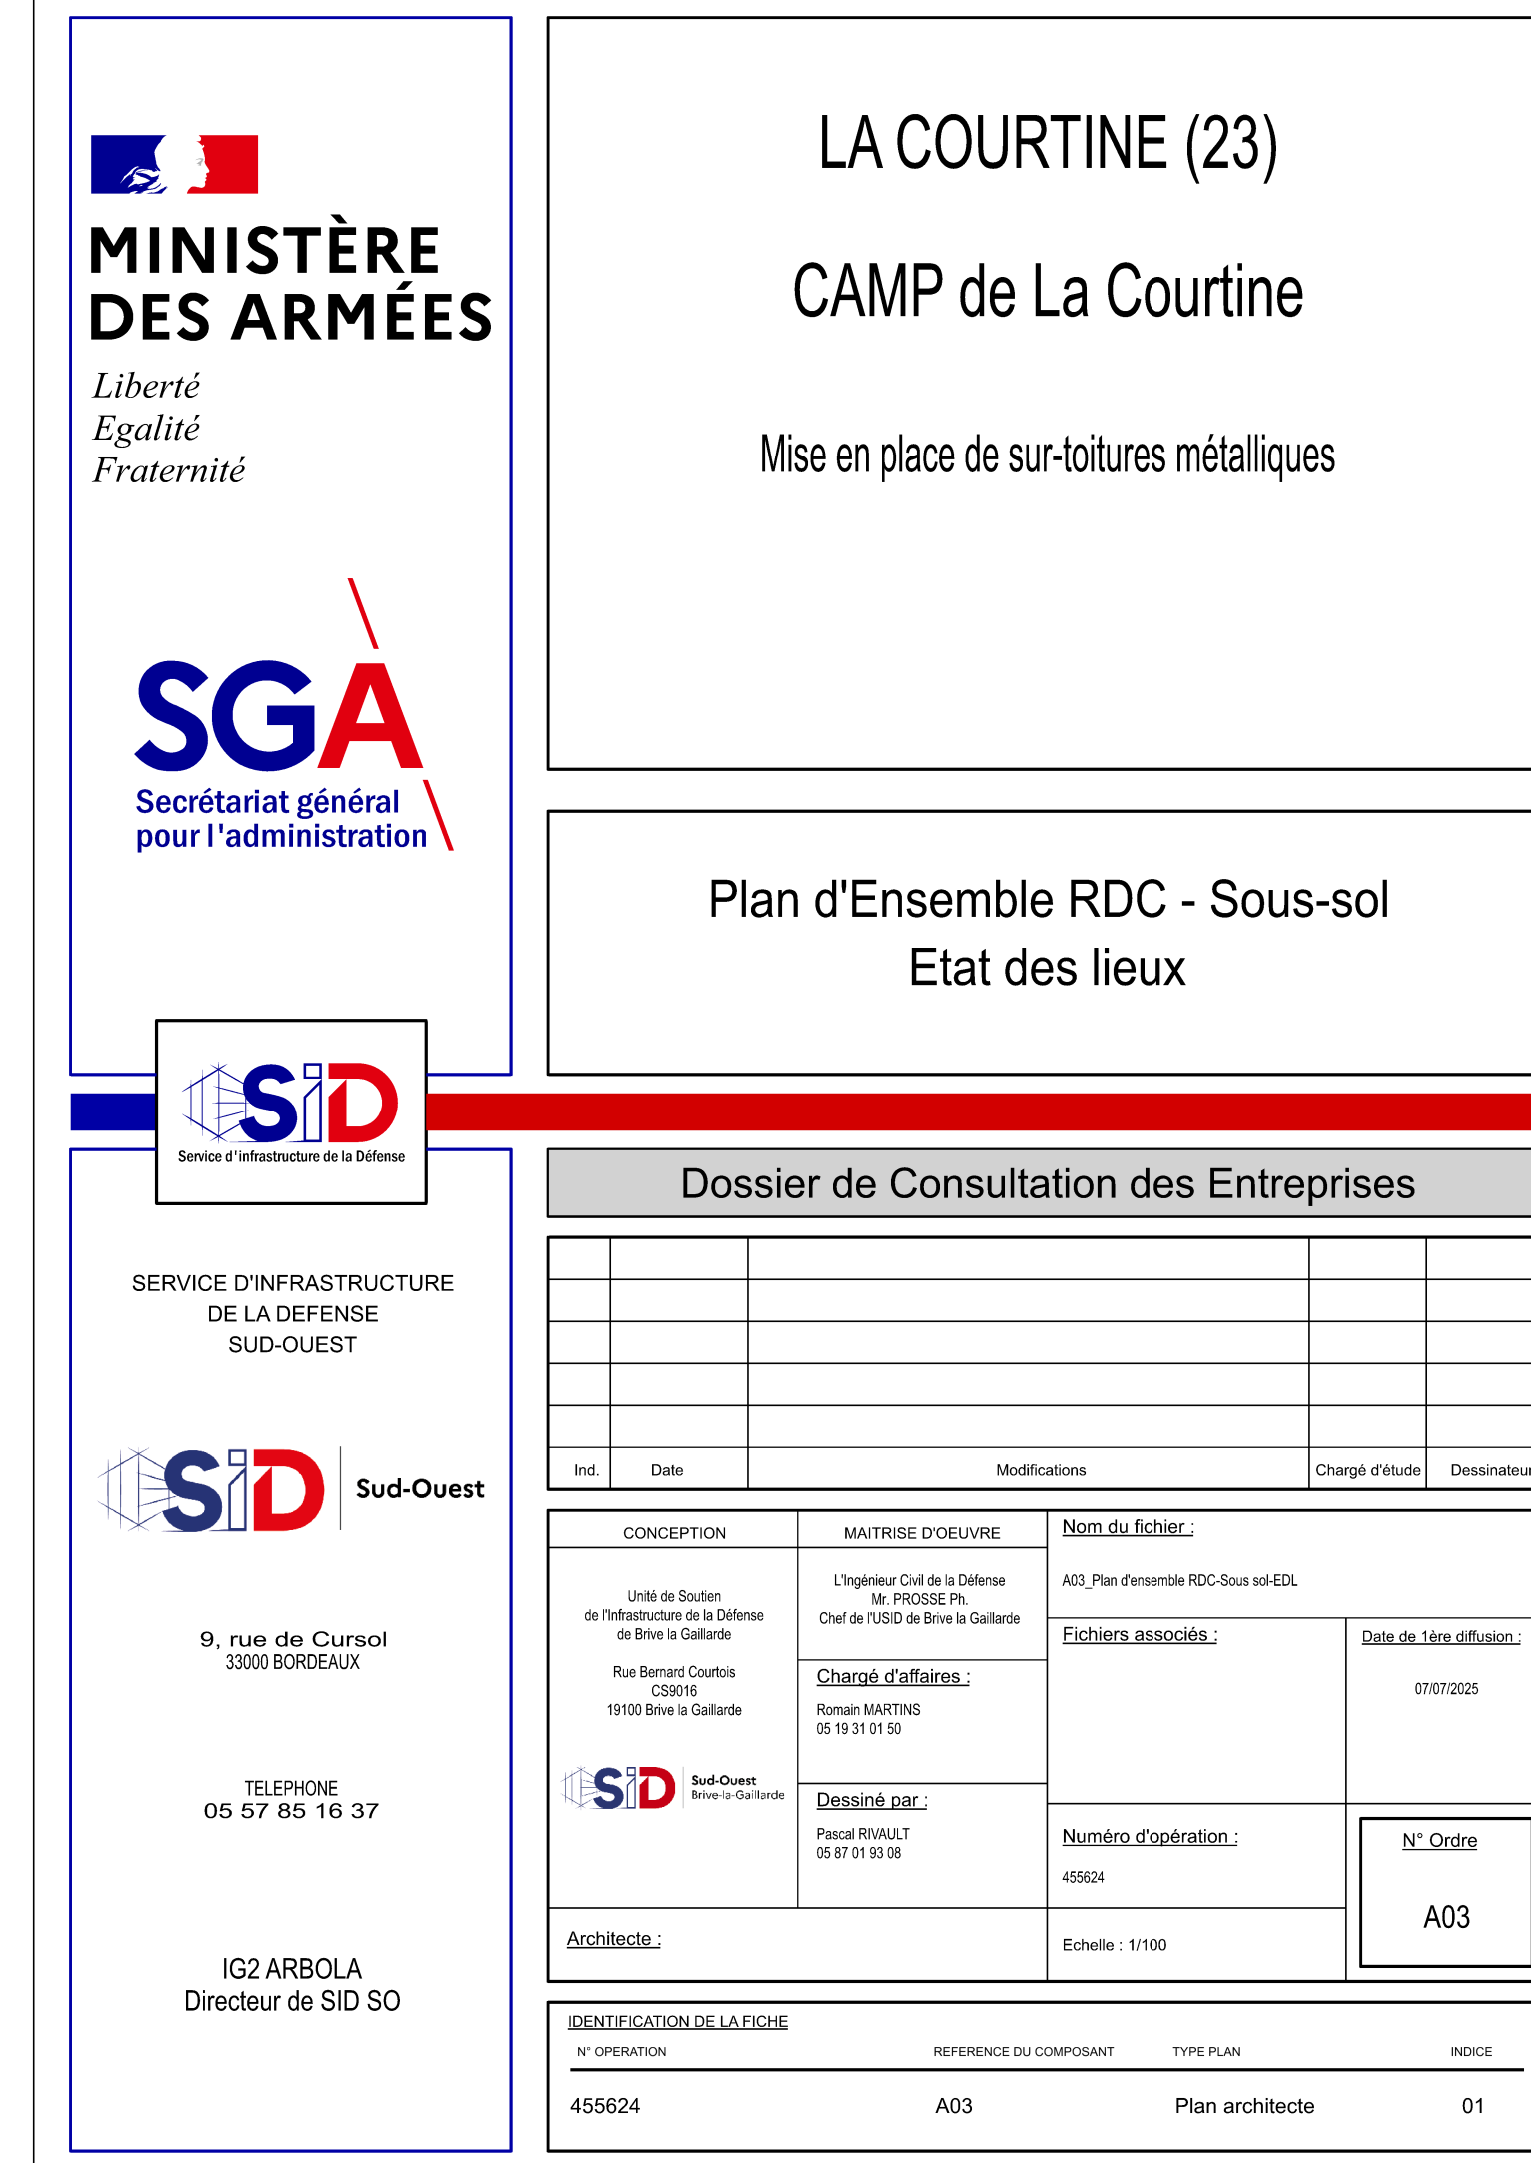 MINISTÈRE
DES ARMÉES
Liberté
Egalité
Fraternité
SGA
Secrétariat général
pour l'administration
SiD
Service d'infrastructure de la Défense
SERVICE D'INFRASTRUCTURE
DE LA DEFENSE
SUD-OUEST
SiD Sud-Ouest
9, rue de Cursol
33000 BORDEAUX
TELEPHONE
05 57 85 16 37
IG2 ARBOLA
Directeur de SID SO
LA COURTINE (23)
CAMP de La Courtine
Mise en place de sur-toitures métalliques
Plan d'Ensemble RDC - Sous-sol
Etat des lieux
Dossier de Consultation des Entreprises
Ind. Date Modifications Chargé d'étude Dessinateur
CONCEPTION
Unité de Soutien
de l'Infrastructure de la Défense
de Brive la Gaillarde
Rue Bernard Courtois
CS9016
19100 Brive la Gaillarde
SiD Sud-Ouest
Brive-la-Gaillarde
MAITRISE D'OEUVRE
L'Ingénieur Civil de la Défense
Mr. PROSSE Ph.
Chef de l'USID de Brive la Gaillarde
Chargé d'affaires :
Romain MARTINS
05 19 31 01 50
Dessiné par :
Pascal RIVAULT
05 87 01 93 08
Architecte :
Nom du fichier :
A03_Plan d'ensemble RDC-Sous sol-EDL
Fichiers associés :
Date de 1ère diffusion :
07/07/2025
Numéro d'opération :
455624
Echelle : 1/100
N° Ordre
A03
IDENTIFICATION DE LA FICHE
N° OPERATION REFERENCE DU COMPOSANT TYPE PLAN INDICE
455624 A03 Plan architecte 01